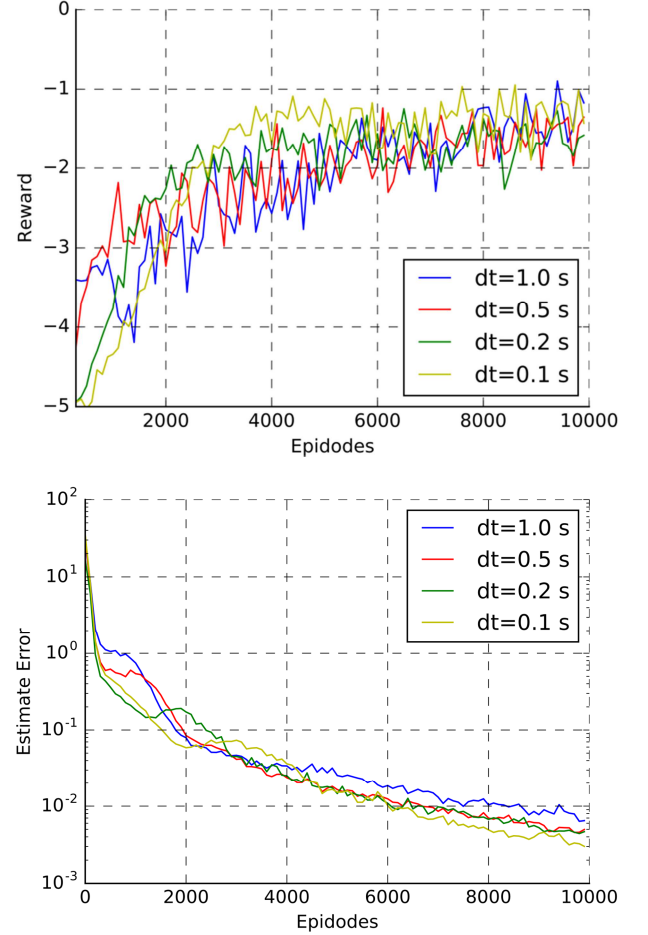 0
−1
−2
−3
−4
−5
Reward
2000 4000 6000 8000 10000
Epidodes
dt=1.0 s
dt=0.5 s
dt=0.2 s
dt=0.1 s
10^2
10^1
10^0
10^-1
10^-2
10^-3
Estimate Error
0 2000 4000 6000 8000 10000
Epidodes
dt=1.0 s
dt=0.5 s
dt=0.2 s
dt=0.1 s